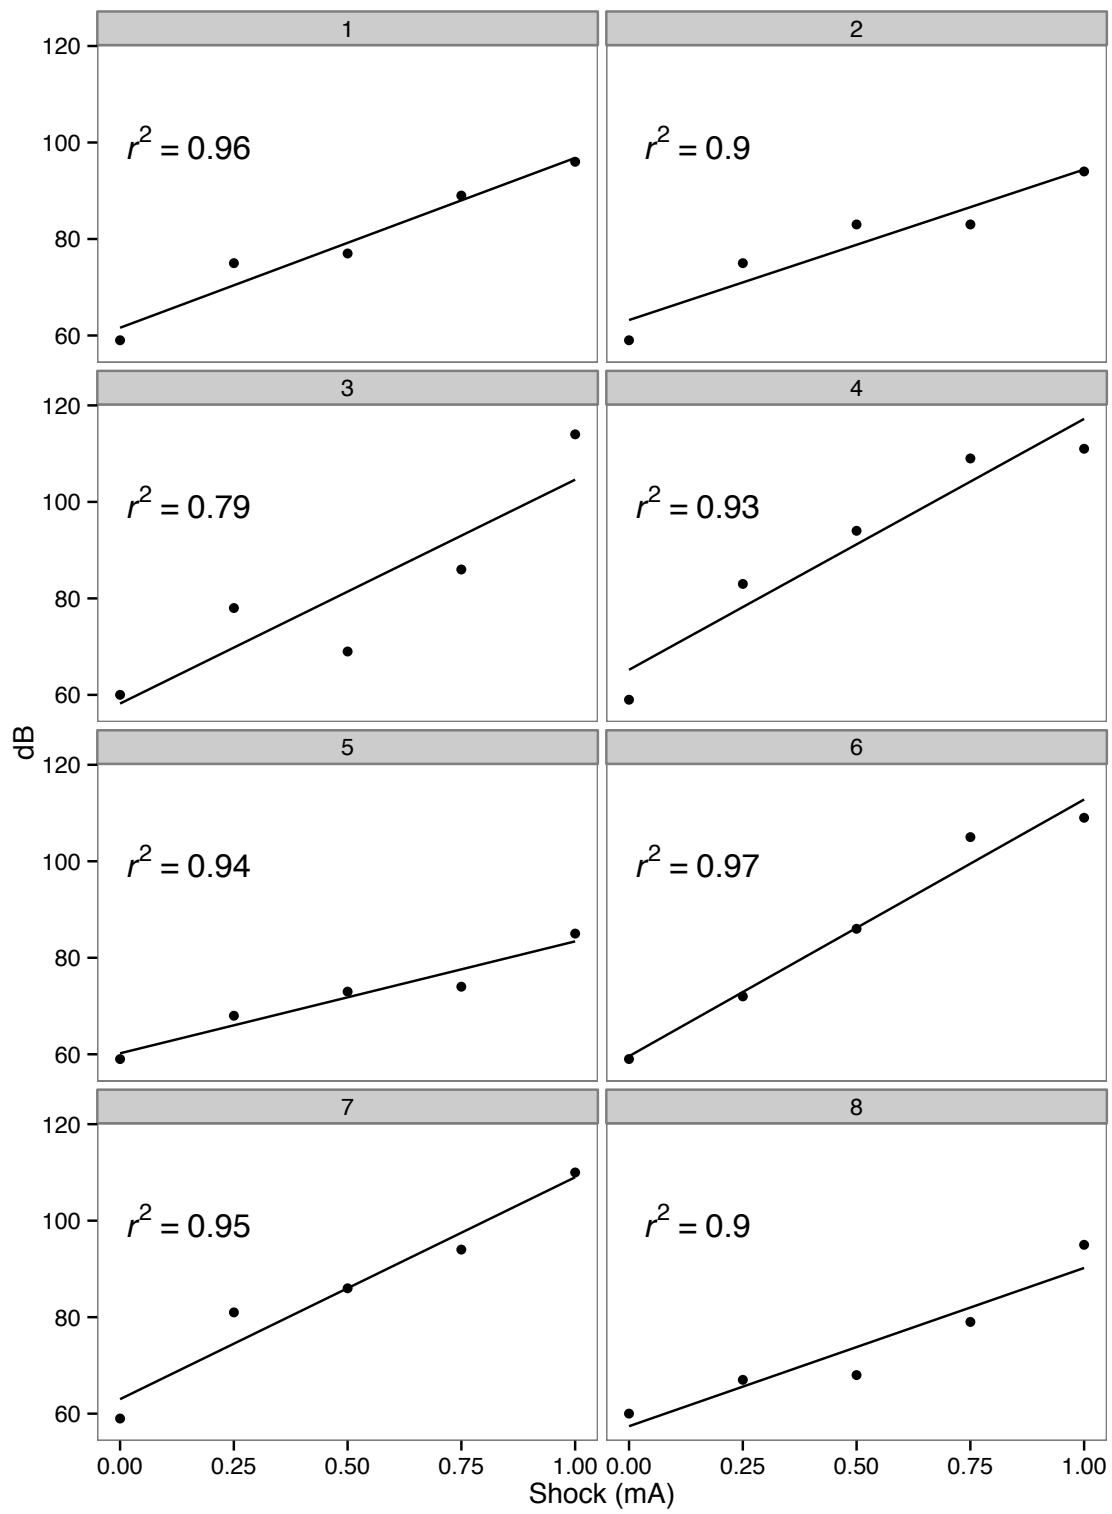 1
2
120
100
80
60
r² = 0.96
r² = 0.9
3
4
120
100
80
60
r² = 0.79
r² = 0.93
dB
5
6
120
100
80
60
r² = 0.94
r² = 0.97
7
8
120
100
80
60
r² = 0.95
r² = 0.9
0.00 0.25 0.50 0.75 1.00 0.00 0.25 0.50 0.75 1.00
Shock (mA)